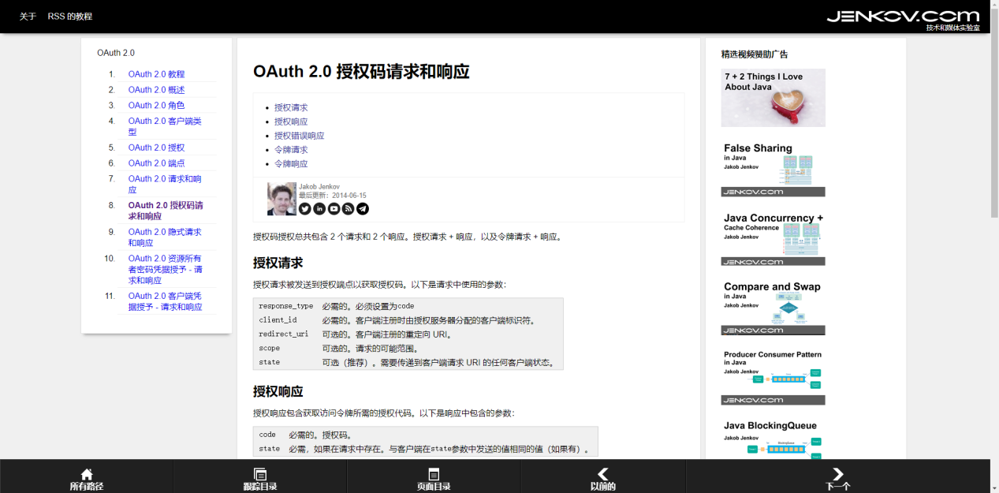 关于 RSS 的教程
JENKOV.COM
技术和媒体实验室
OAuth 2.0
1. OAuth 2.0 教程
2. OAuth 2.0 概述
3. OAuth 2.0 角色
4. OAuth 2.0 客户端类
型
5. OAuth 2.0 授权
6. OAuth 2.0 端点
7. OAuth 2.0 请求和响
应
8. OAuth 2.0 授权码请
求和响应
9. OAuth 2.0 隐式请求
和响应
10. OAuth 2.0 资源所有
者密码凭据授予 - 请
求和响应
11. OAuth 2.0 客户端凭
据授予 - 请求和响应
OAuth 2.0 授权码请求和响应
授权请求
授权响应
授权错误响应
令牌请求
令牌响应
Jakob Jenkov
最后更新：2014-06-15
授权码授权总共包含 2 个请求和 2 个响应。授权请求 + 响应，以及令牌请求 + 响应。
授权请求
授权请求被发送到授权端点以获取授权码。以下是请求中使用的参数：
response_type 必需的。必须设置为code
client_id 必需的。客户端注册时由授权服务器分配的客户端标识符。
redirect_uri 可选的。客户端注册的重定向 URI。
scope 可选的。请求的可能范围。
state 可选（推荐）。需要传递到客户端请求 URI 的任何客户端状态。
授权响应
授权响应包含获取访问令牌所需的授权代码。以下是响应中包含的参数：
code 必需的。授权码。
state 必需，如果在请求中存在。与客户端在state参数中发送的值相同的值（如果有）。
精选视频赞助广告
7 + 2 Things I Love
About Java
False Sharing
in Java
Jakob Jenkov
JENKOV.COM
Java Concurrency +
Cache Coherence
Jakob Jenkov
JENKOV.COM
Compare and Swap
in Java
Jakob Jenkov
JENKOV.COM
Producer Consumer Pattern
in Java
Jakob Jenkov
JENKOV.COM
Java BlockingQueue
Jakob Jenkov
所有路径
跟踪目录
页面目录
以前的
下一个